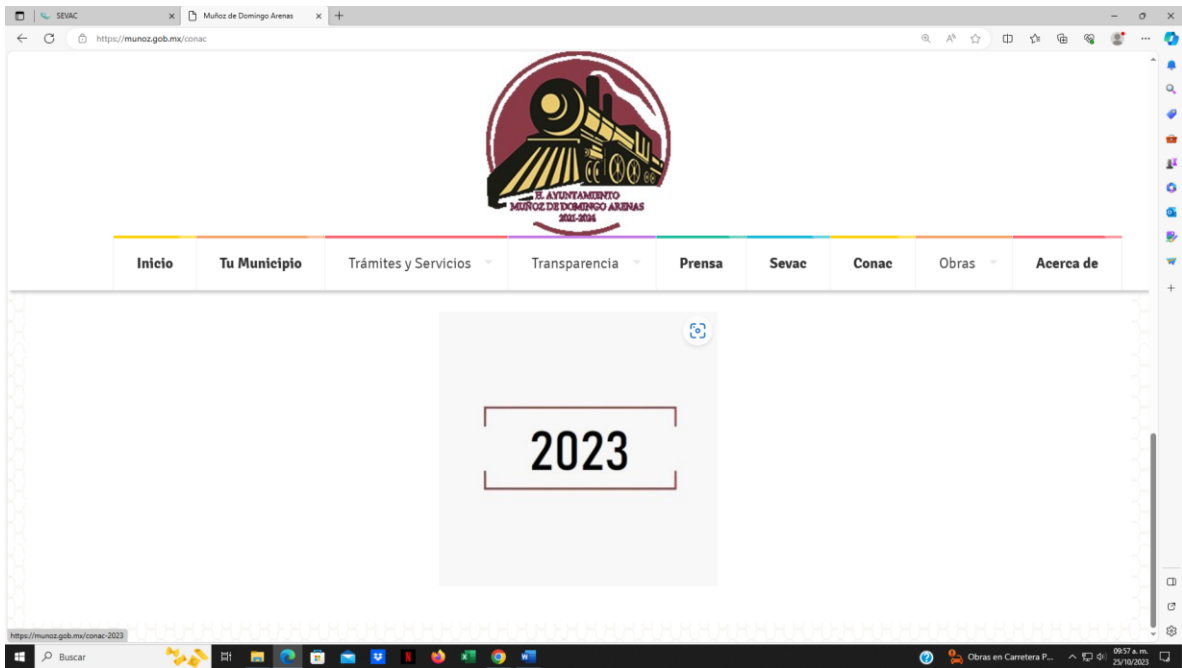 SEVAC
Muñoz de Domingo Arenas
https://munoz.gob.mx/conac
EL AYUNTAMIENTO
MUÑOZ DE DOMINGO ARENAS
2021-2024
Inicio Tu Municipio Trámites y Servicios Transparencia Prensa Sevac Conac Obras Acerca de
2023
https://munoz.gob.mx/conac-2023
Buscar
Obras en Carretera P...
09:57 a. m.
25/10/2023